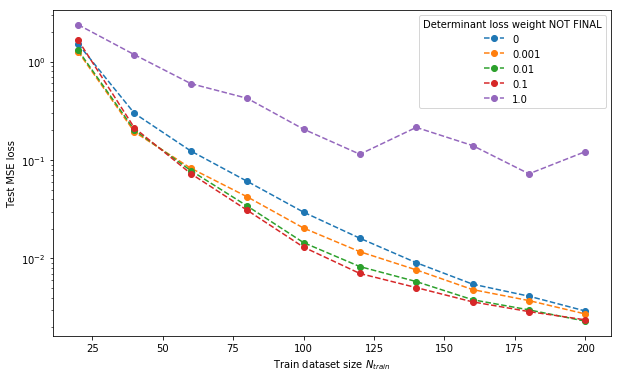 Determinant loss weight NOT FINAL
0
0.001
0.01
0.1
1.0
Test MSE loss
10⁰
10⁻¹
10⁻²
25 50 75 100 125 150 175 200
Train dataset size N_train